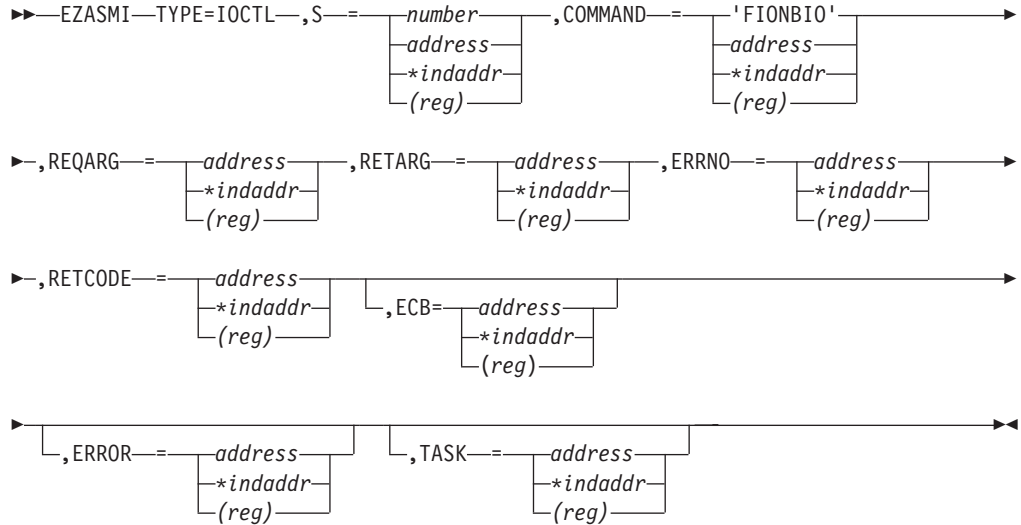 EZASMI TYPE=IOCTL ,S = number ,COMMAND = 'FIONBIO'
address address
*indaddr *indaddr
(reg) (reg)
,REQARG = address ,RETARG = address ,ERRNO = address
*indaddr *indaddr *indaddr
(reg) (reg) (reg)
,RETCODE = address
*indaddr
(reg)
,ECB= address
*indaddr
(reg)
,ERROR = address ,TASK = address
*indaddr *indaddr
(reg) (reg)